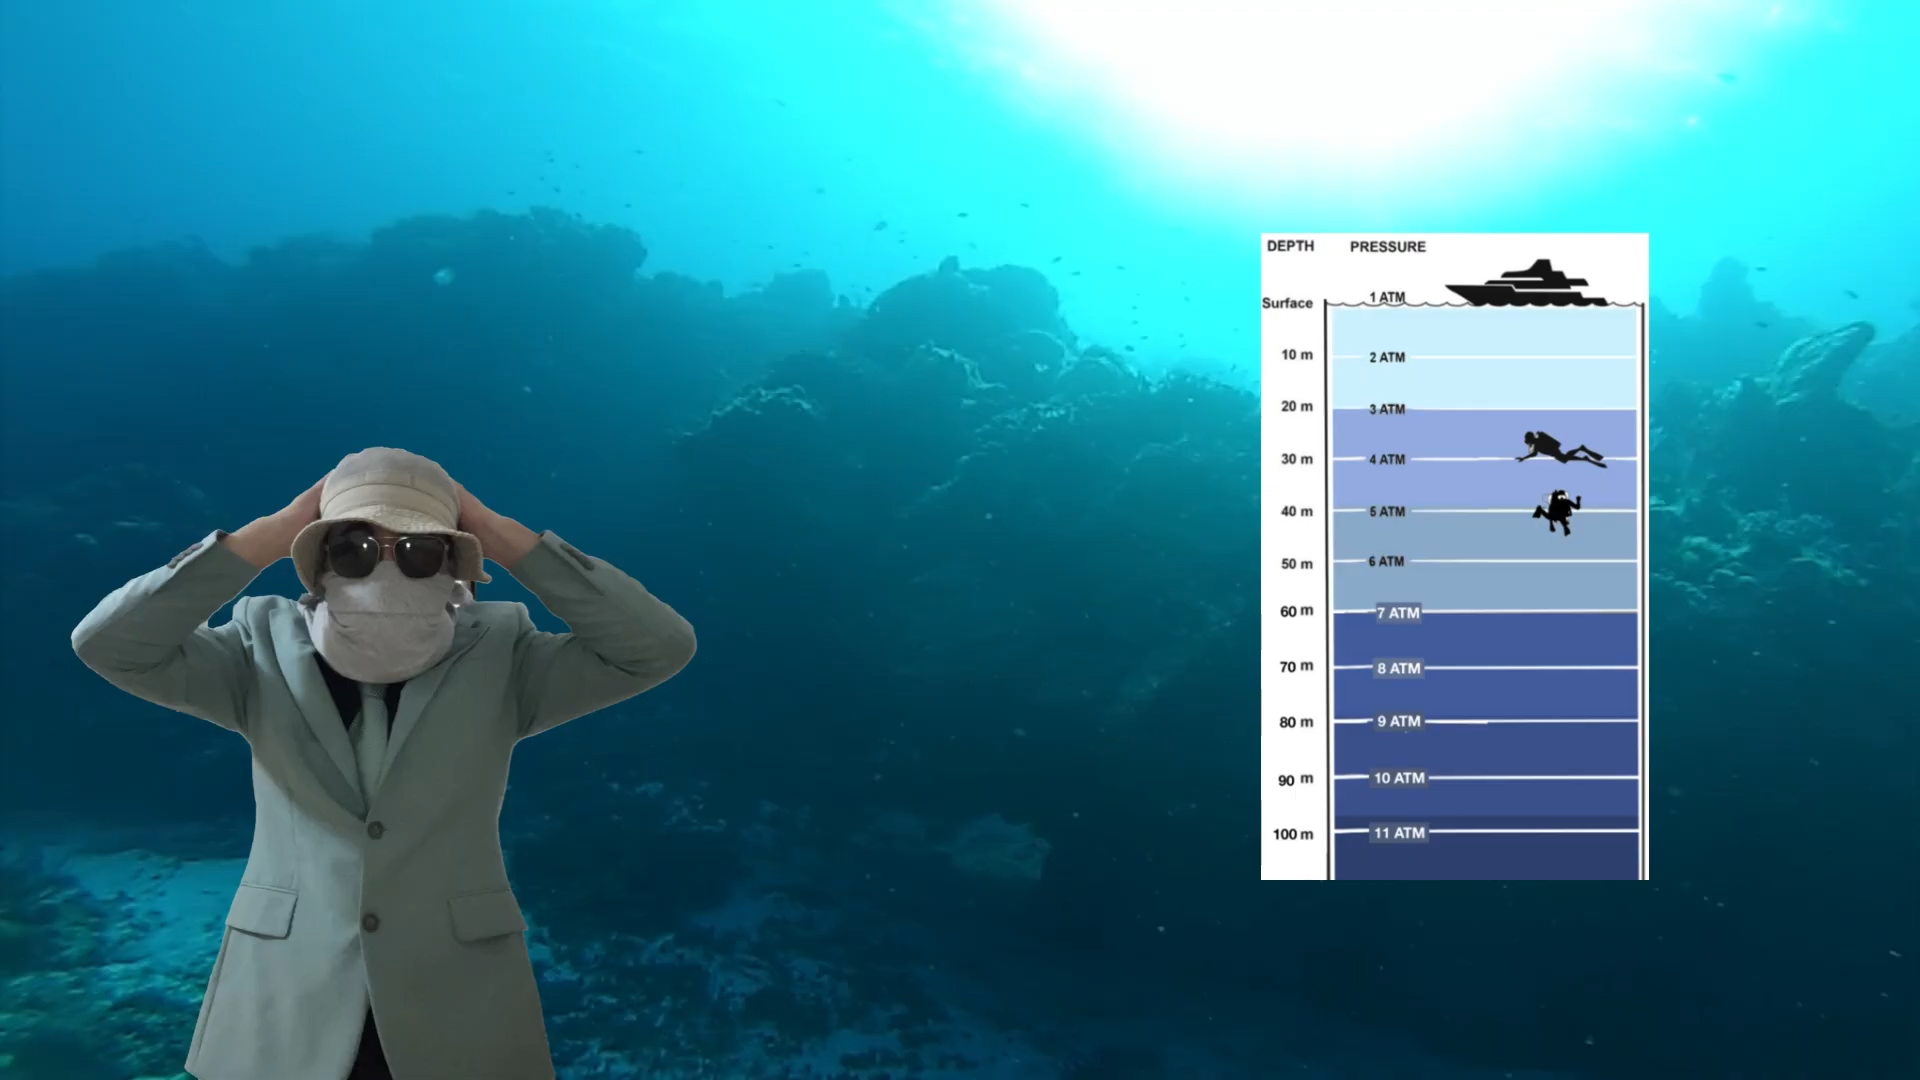 DEPTH PRESSURE
Surface 1 ATM
10 m 2 ATM
20 m 3 ATM
30 m 4 ATM
40 m 5 ATM
50 m 6 ATM
60 m 7 ATM
70 m 8 ATM
80 m 9 ATM
90 m 10 ATM
100 m 11 ATM